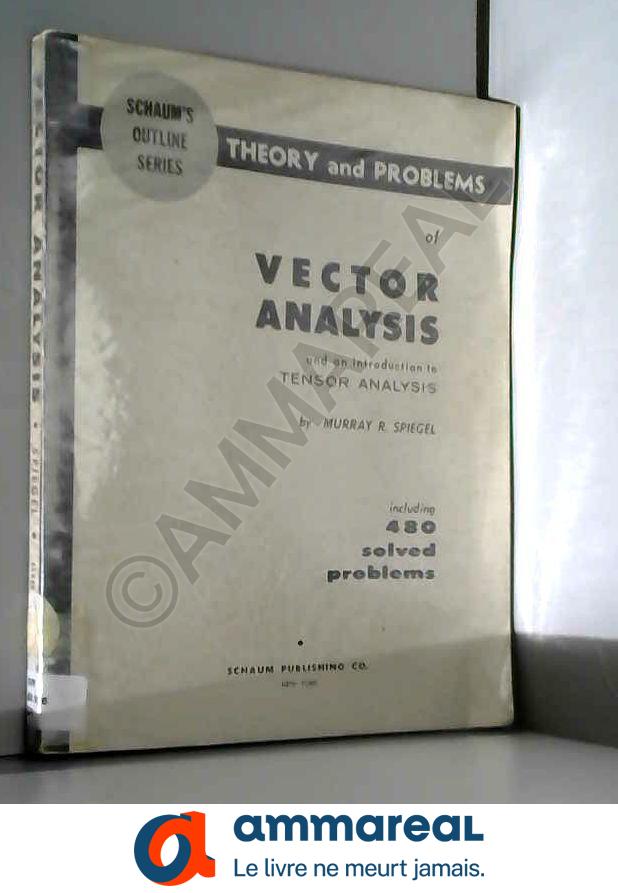 SCHAUM'S
OUTLINE
SERIES
THEORY and PROBLEMS
of
VECTOR
ANALYSIS
and an introduction to
TENSOR ANALYSIS
by MURRAY R. SPIEGEL
including
480
solved
problems
SCHAUM PUBLISHING CO.
NEW YORK
VECTOR ANALYSIS • SPIEGEL •
©AMMAREAL
ammareal
Le livre ne meurt jamais.